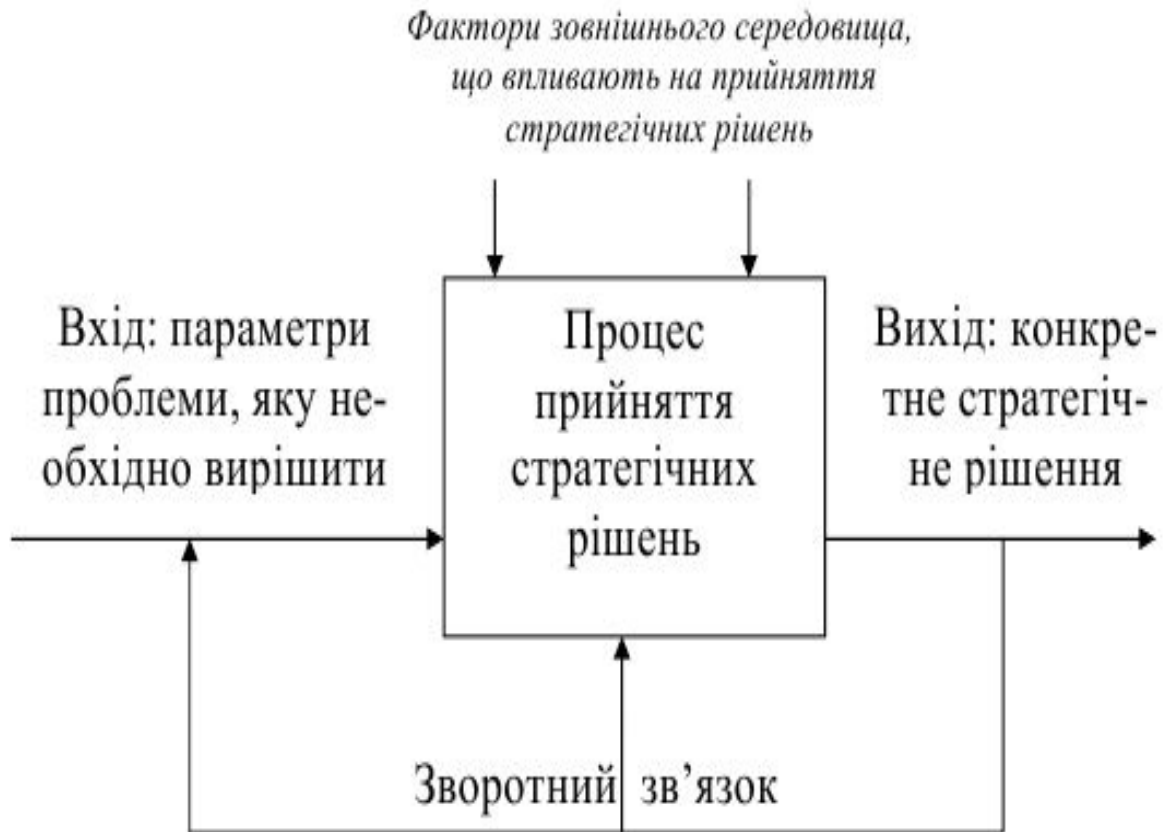 Фактори зовнішнього середовища,
що впливають на прийняття
стратегічних рішень
Вхід: параметри
проблеми, яку не-
обхідно вирішити
Процес
прийняття
стратегічних
рішень
Вихід: конкре-
тне стратегіч-
не рішення
Зворотний зв’язок